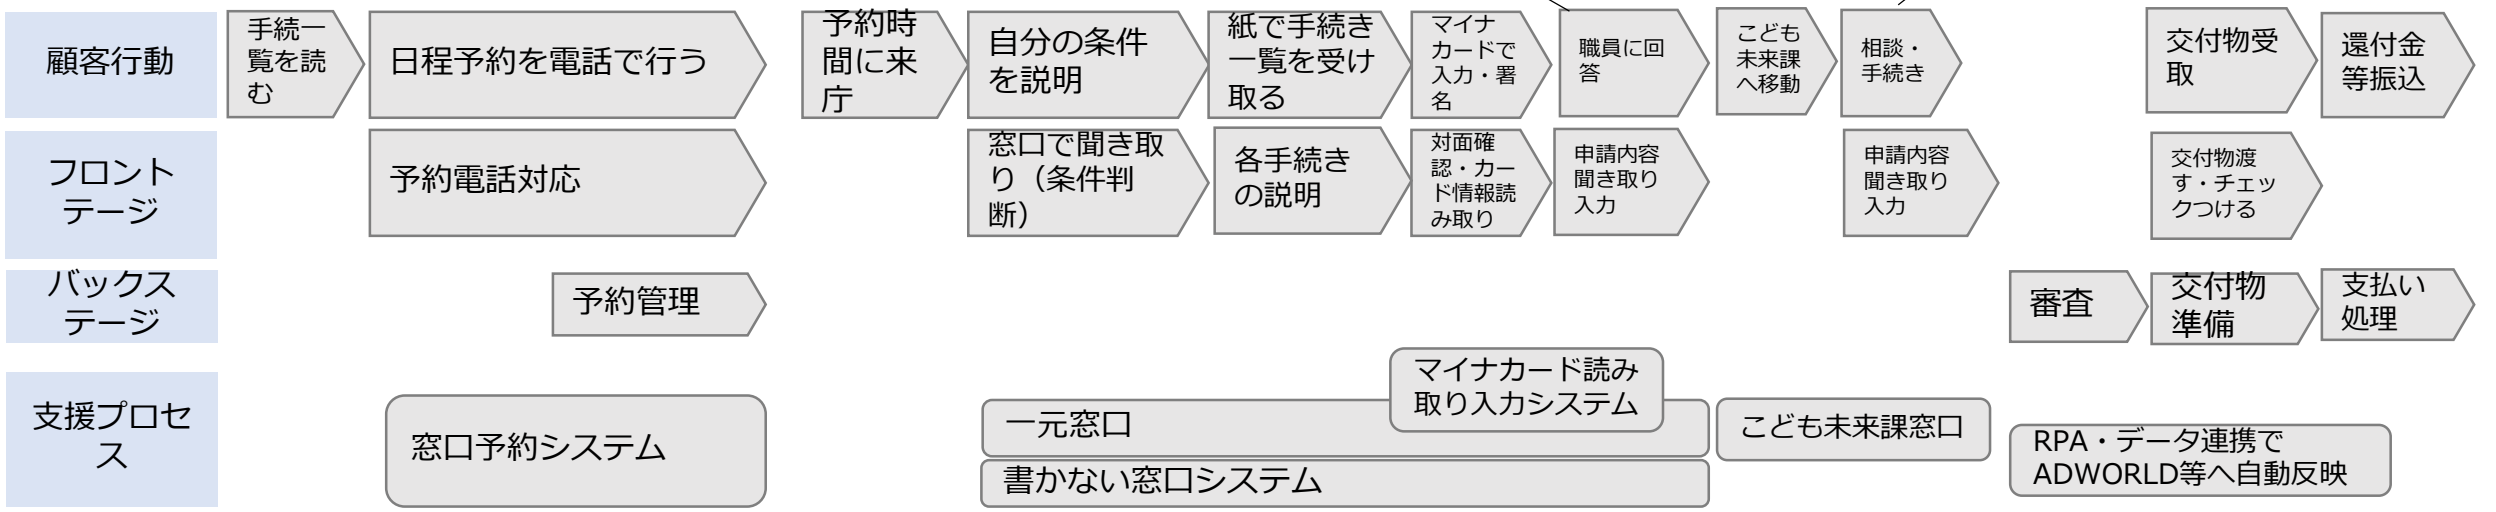 顧客行動
手続一
覧を読
む
日程予約を電話で行う
予約時
間に来
庁
自分の条件
を説明
紙で手続き
一覧を受け
取る
マイナ
カードで
入力・署
名
職員に回
答
こども
未来課
へ移動
相談・
手続き
交付物受
取
還付金
等振込
フロント
テージ
予約電話対応
窓口で聞き取
り（条件判
断）
各手続き
の説明
対面確
認・カー
ド情報読
み取り
申請内容
聞き取り
入力
申請内容
聞き取り
入力
交付物渡
す・チェッ
クつける
バックス
テージ
予約管理
審査
交付物
準備
支払い
処理
支援プロセ
ス
窓口予約システム
マイナカード読み
取り入力システム
一元窓口
書かない窓口システム
こども未来課窓口
RPA・データ連携で
ADWORLD等へ自動反映